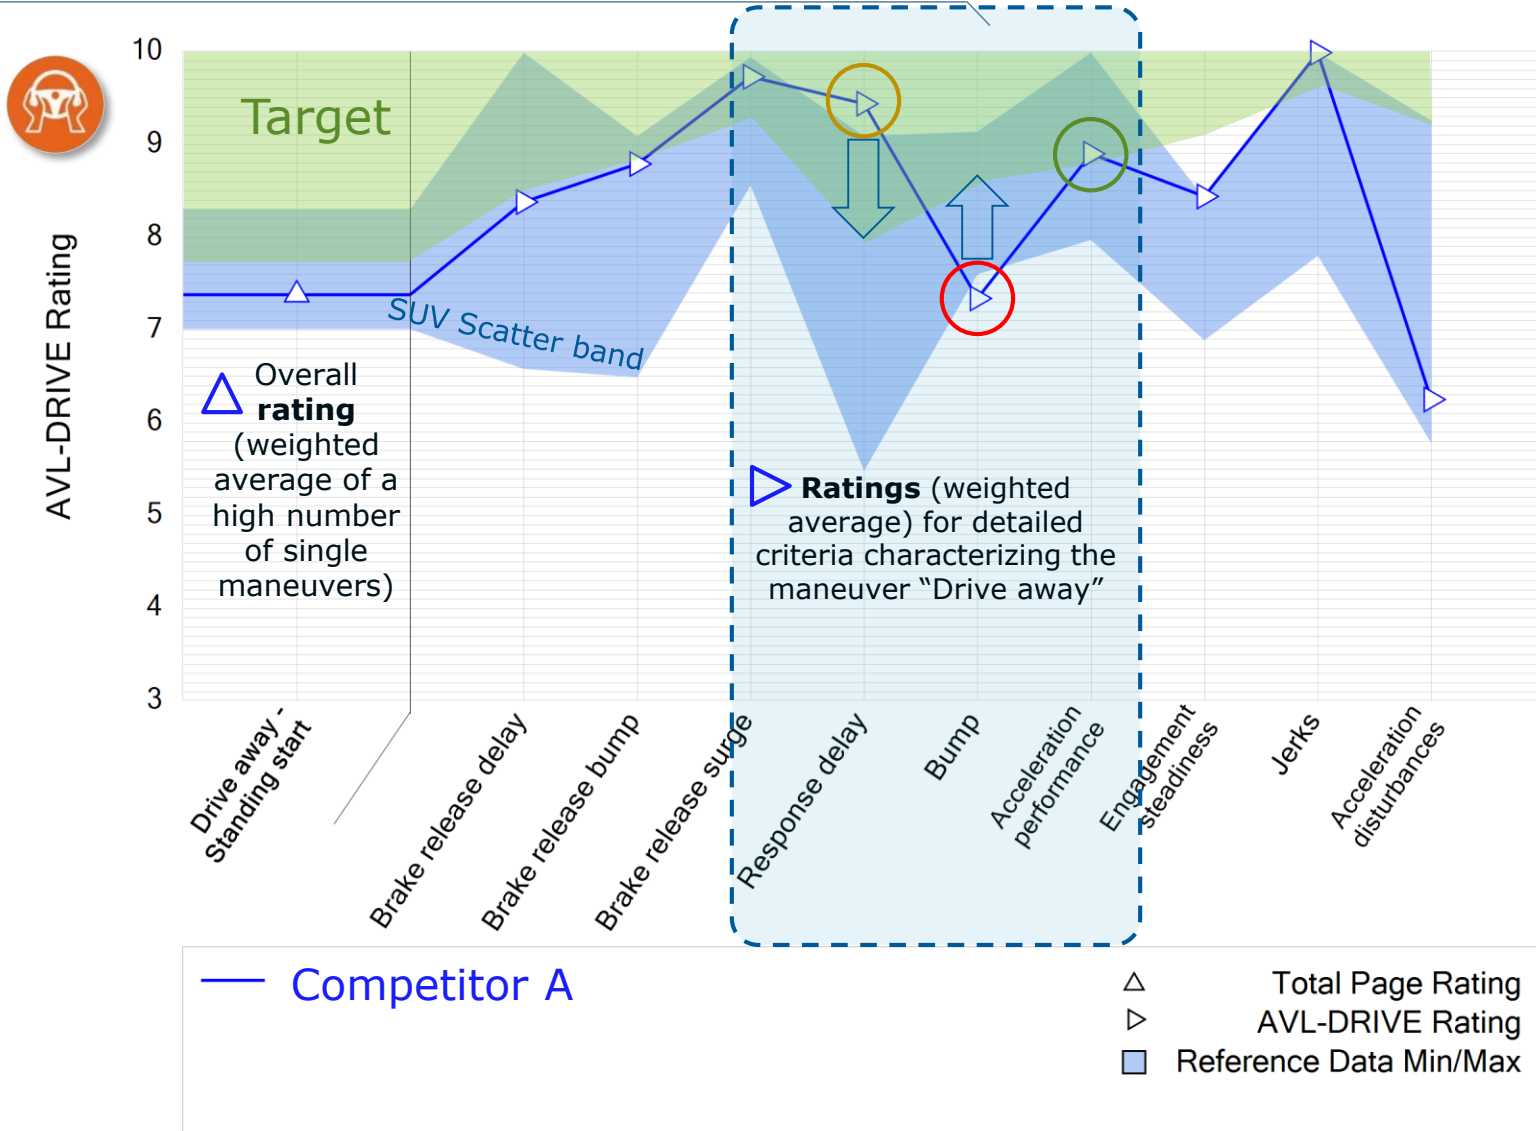 10
9
8
7
6
5
4
3
AVL-DRIVE Rating
Target
SUV Scatter band
Overall
rating
(weighted
average of a
high number
of single
maneuvers)
Ratings (weighted
average) for detailed
criteria characterizing the
maneuver “Drive away”
Drive away -
Standing start
Brake release delay
Brake release bump
Brake release surge
Response delay
Bump
Acceleration
performance
Engagement
steadiness
Jerks
Acceleration
disturbances
Competitor A
Total Page Rating
AVL-DRIVE Rating
Reference Data Min/Max